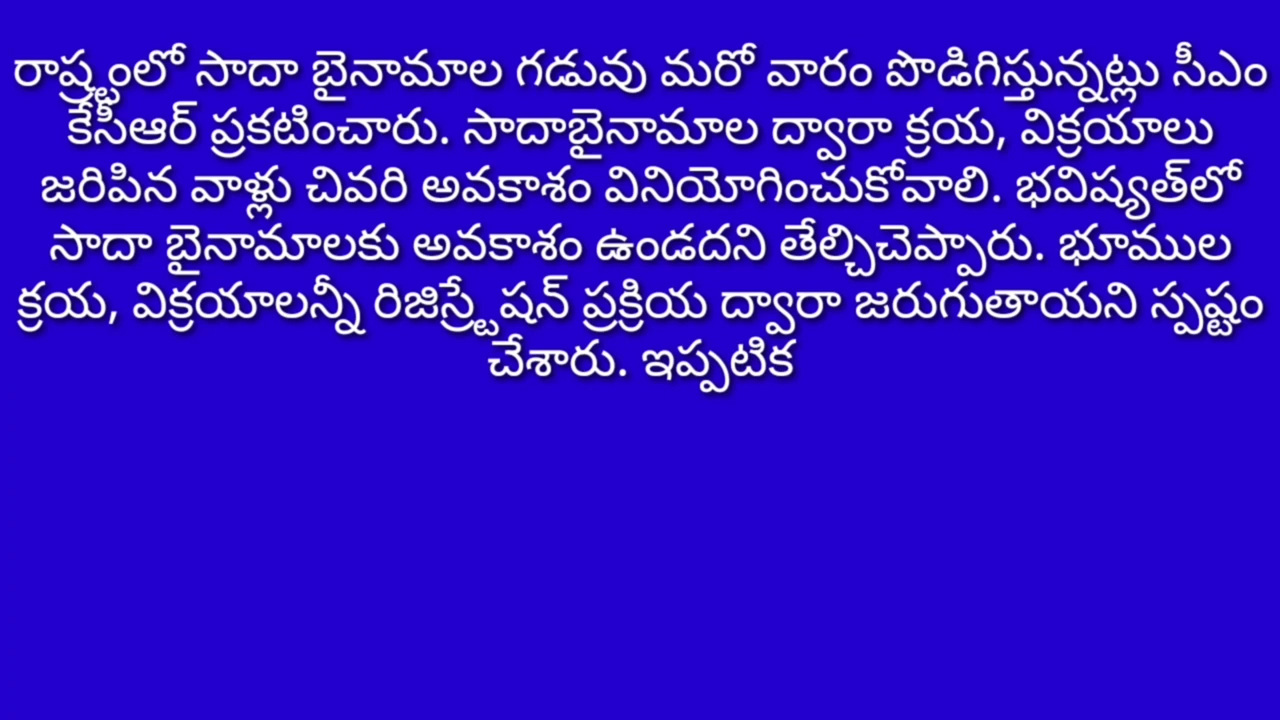 రాష్ట్రంలో సాదా బైనామాల గడువు మరో వారం పొడిగిస్తున్నట్లు సీఎం
కేసీఆర్ ప్రకటించారు. సాదాబైనామాల ద్వారా క్రయ, విక్రయాలు
జరిపిన వాళ్లు చివరి అవకాశం వినియోగించుకోవాలి. భవిష్యత్‌లో
సాదా బైనామాలకు అవకాశం ఉండదని తేల్చిచెప్పారు. భూముల
క్రయ, విక్రయాలన్నీ రిజిస్ట్రేషన్ ప్రక్రియ ద్వారా జరుగుతాయని స్పష్టం
చేశారు. ఇప్పటిక